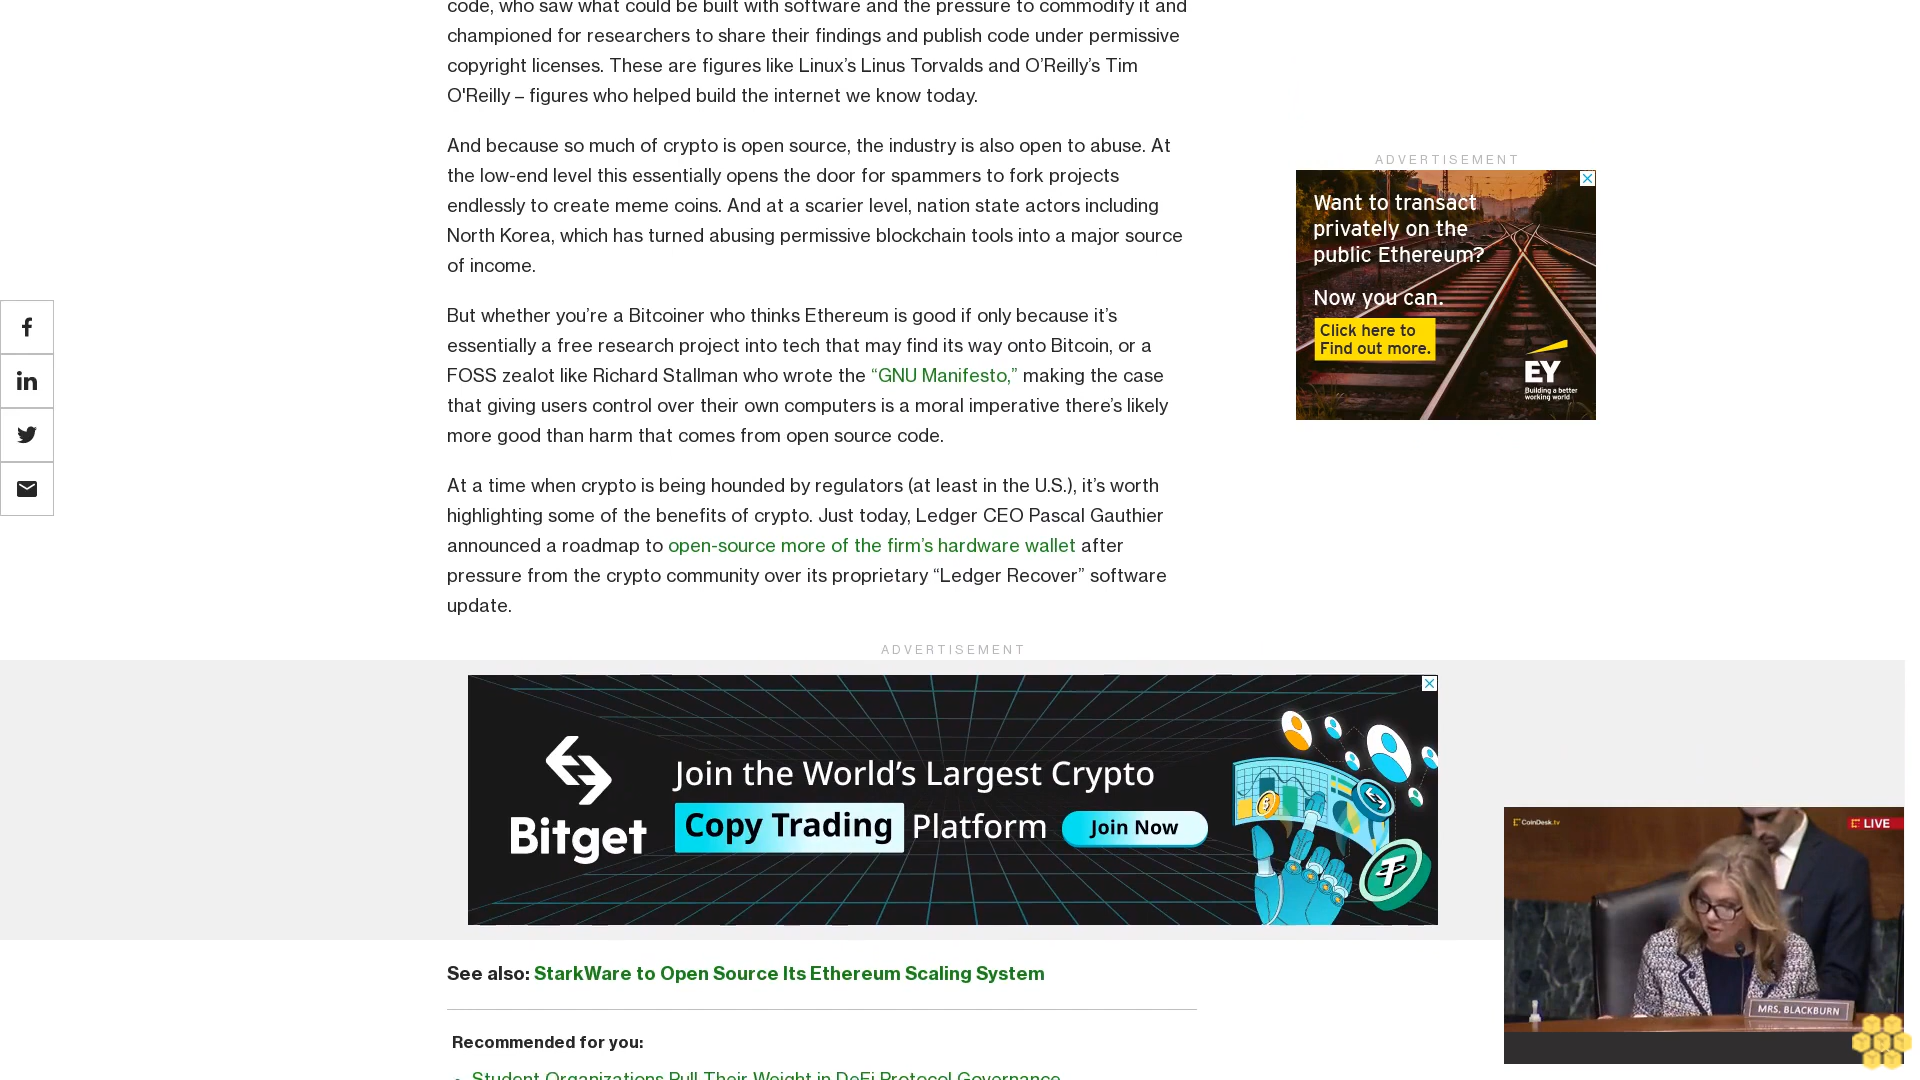 code, who saw what could be built with software and the pressure to commodify it and
championed for researchers to share their findings and publish code under permissive
copyright licenses. These are figures like Linux’s Linus Torvalds and O’Reilly’s Tim
O'Reilly – figures who helped build the internet we know today.
And because so much of crypto is open source, the industry is also open to abuse. At
the low-end level this essentially opens the door for spammers to fork projects
endlessly to create meme coins. And at a scarier level, nation state actors including
North Korea, which has turned abusing permissive blockchain tools into a major source
of income.
But whether you’re a Bitcoiner who thinks Ethereum is good if only because it’s
essentially a free research project into tech that may find its way onto Bitcoin, or a
FOSS zealot like Richard Stallman who wrote the “GNU Manifesto,” making the case
that giving users control over their own computers is a moral imperative there’s likely
more good than harm that comes from open source code.
At a time when crypto is being hounded by regulators (at least in the U.S.), it’s worth
highlighting some of the benefits of crypto. Just today, Ledger CEO Pascal Gauthier
announced a roadmap to open-source more of the firm’s hardware wallet after
pressure from the crypto community over its proprietary “Ledger Recover” software
update.
ADVERTISEMENT
Want to transact
privately on the
public Ethereum?
Now you can.
Click here to
Find out more.
EY
Building a better
working world
ADVERTISEMENT
Bitget
Join the World’s Largest Crypto
Copy Trading Platform
Join Now
CoinDesk.tv
LIVE
MRS. BLACKBURN
See also: StarkWare to Open Source Its Ethereum Scaling System
Recommended for you:
Student Organizations Pull Their Weight in DeFi Protocol Governance